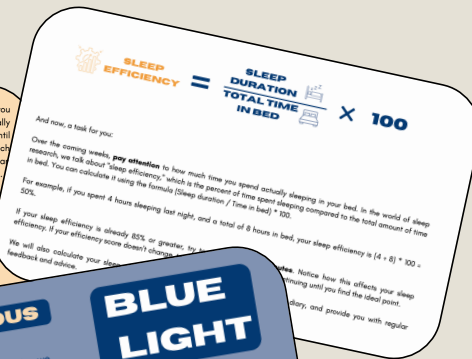 SLEEP
EFFICIENCY
=
SLEEP
DURATION
TOTAL TIME
IN BED
× 100
And now, a task for you:
Over the coming weeks, pay attention to how much time you spend actually sleeping in your bed. In the world of sleep
research, we talk about "sleep efficiency," which is the percent of time spent sleeping compared to the total amount of time
in bed. You can calculate it using the formula (Sleep duration / Time in bed) * 100.
For example, if you spent 4 hours sleeping last night, and a total of 8 hours in bed, your sleep efficiency is (4 ÷ 8) * 100 =
50%.
If your sleep efficiency is already 85% or greater, try
. Notice how this affects your sleep
efficiency. If your efficiency score doesn't change
until you find the ideal point.
We will also calculate your
diary, and provide you with regular
feedback and advice.
you
BLUE
LIGHT